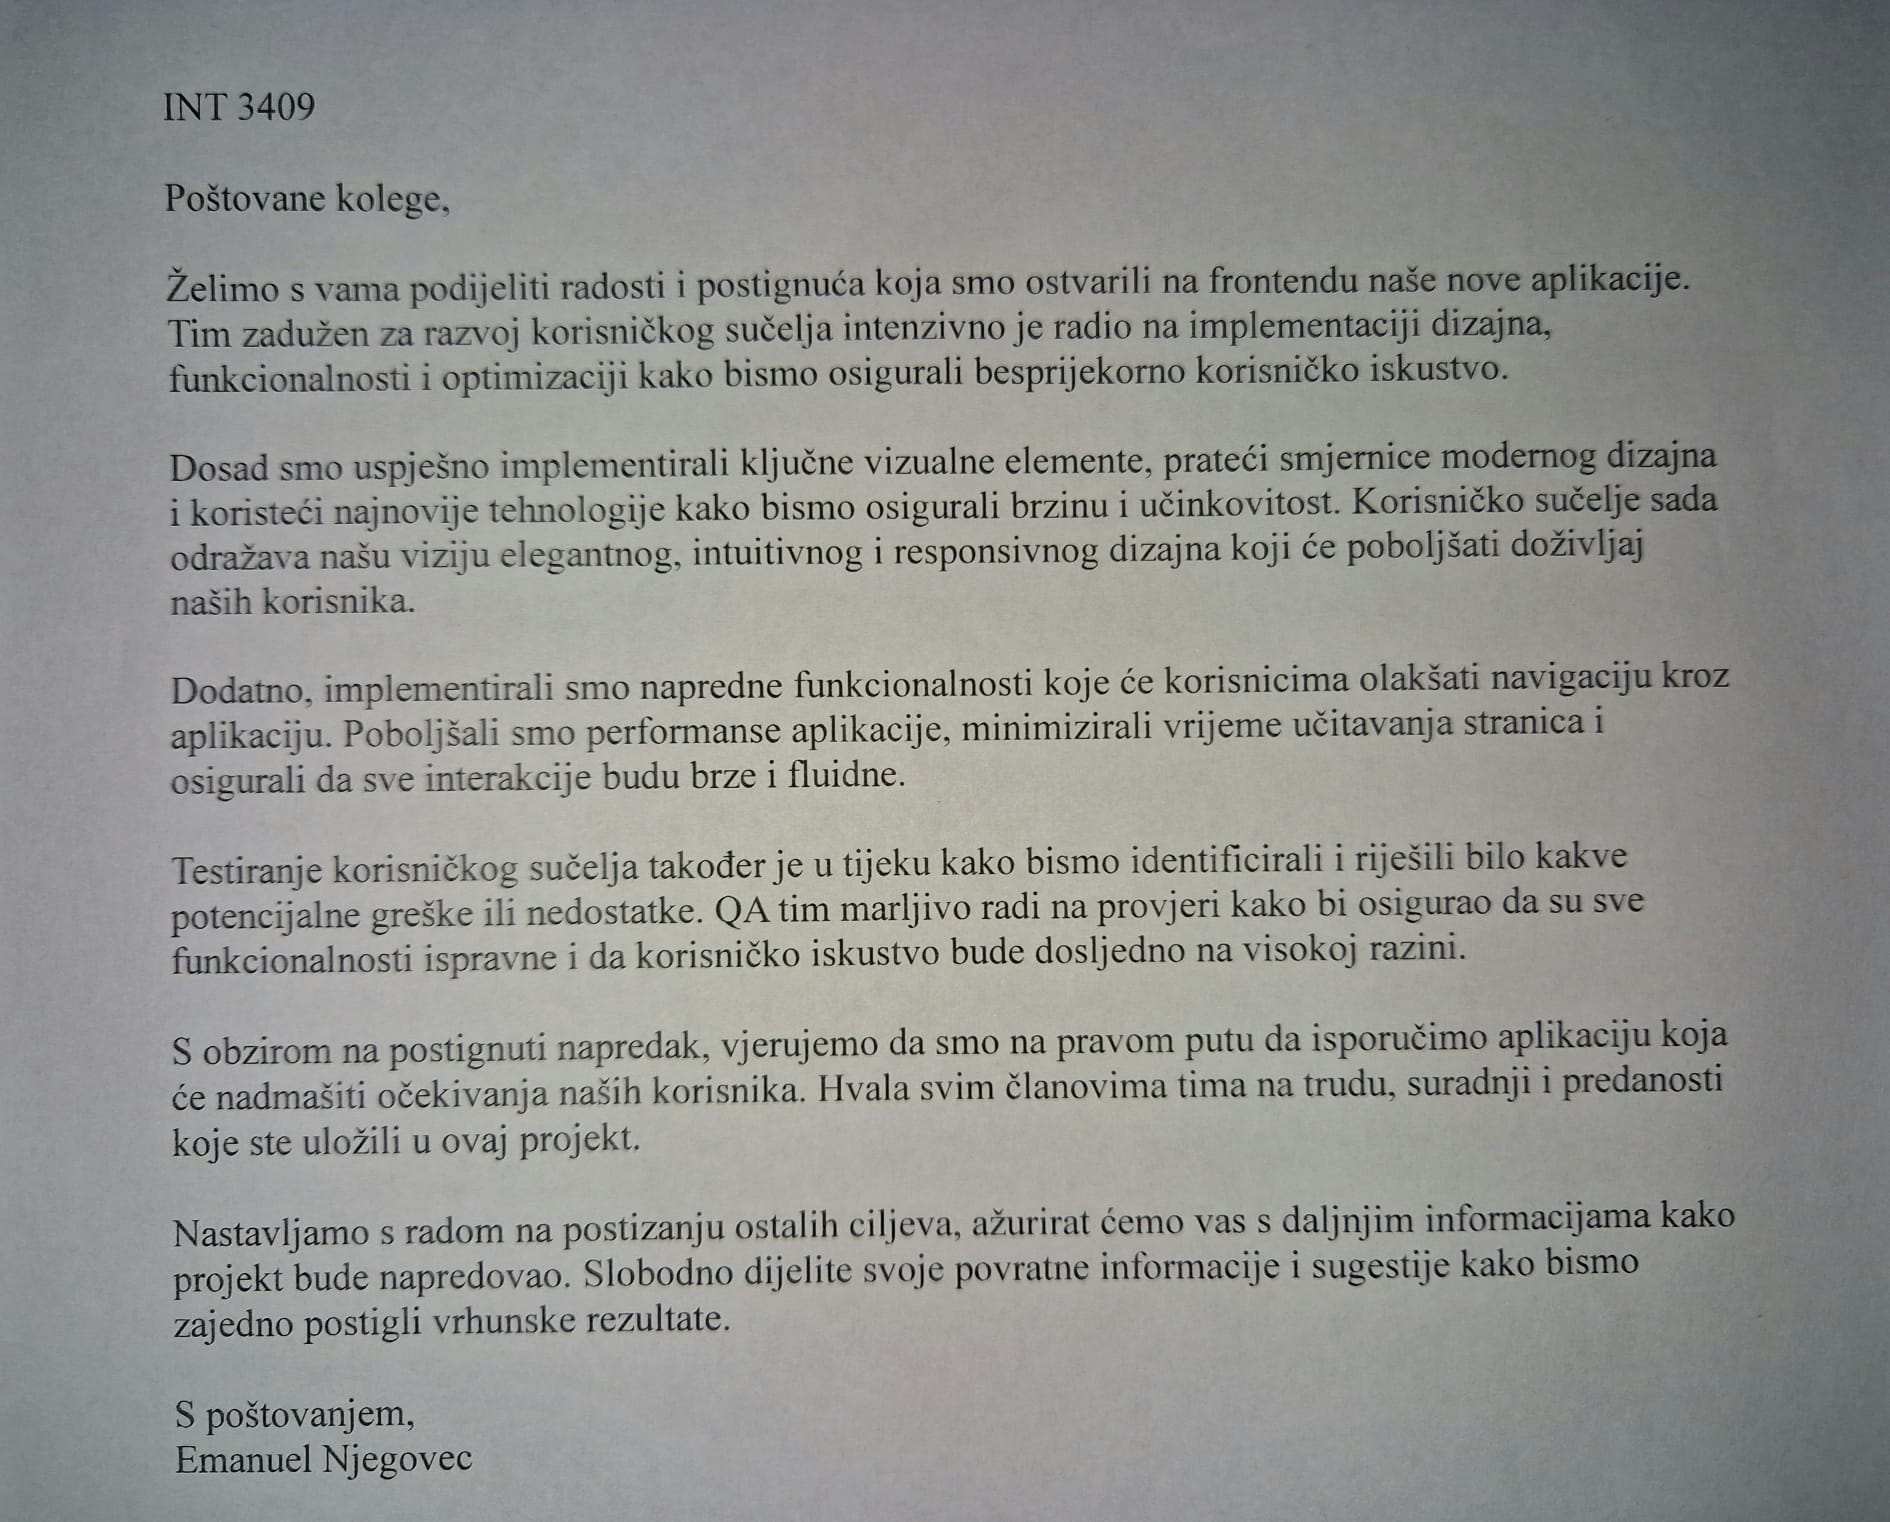 INT 3409
Poštovane kolege,
Želimo s vama podijeliti radosti i postignuća koja smo ostvarili na frontendu naše nove aplikacije.
Tim zadužen za razvoj korisničkog sučelja intenzivno je radio na implementaciji dizajna,
funkcionalnosti i optimizaciji kako bismo osigurali besprijekorno korisničko iskustvo.
Dosad smo uspješno implementirali ključne vizualne elemente, prateći smjernice modernog dizajna
i koristeći najnovije tehnologije kako bismo osigurali brzinu i učinkovitost. Korisničko sučelje sada
odražava našu viziju elegantnog, intuitivnog i responsivnog dizajna koji će poboljšati doživljaj
naših korisnika.
Dodatno, implementirali smo napredne funkcionalnosti koje će korisnicima olakšati navigaciju kroz
aplikaciju. Poboljšali smo performanse aplikacije, minimizirali vrijeme učitavanja stranica i
osigurali da sve interakcije budu brze i fluidne.
Testiranje korisničkog sučelja također je u tijeku kako bismo identificirali i riješili bilo kakve
potencijalne greške ili nedostatke. QA tim marljivo radi na provjeri kako bi osigurao da su sve
funkcionalnosti ispravne i da korisničko iskustvo bude dosljedno na visokoj razini.
S obzirom na postignuti napredak, vjerujemo da smo na pravom putu da isporučimo aplikaciju koja
će nadmašiti očekivanja naših korisnika. Hvala svim članovima tima na trudu, suradnji i predanosti
koje ste uložili u ovaj projekt.
Nastavljamo s radom na postizanju ostalih ciljeva, ažurirat ćemo vas s daljnjim informacijama kako
projekt bude napredovao. Slobodno dijelite svoje povratne informacije i sugestije kako bismo
zajedno postigli vrhunske rezultate.
S poštovanjem,
Emanuel Njegovec